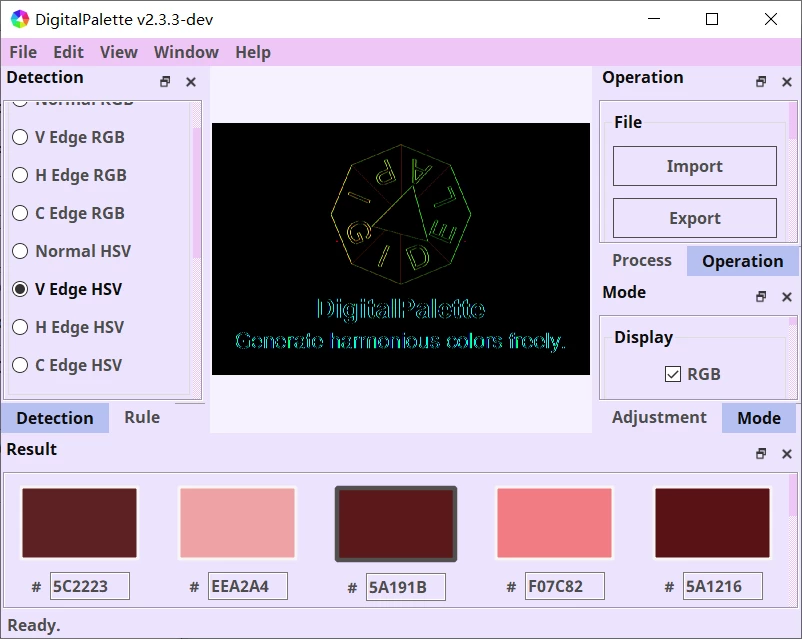 DigitalPalette v2.3.3-dev
File Edit View Window Help
Detection
Normal RGB
V Edge RGB
H Edge RGB
C Edge RGB
Normal HSV
V Edge HSV
H Edge HSV
C Edge HSV
Detection Rule
DIGITAL P
DigitalPalette
Generate harmonious colors freely.
Operation
File
Import
Export
Process Operation
Mode
Display
RGB
Adjustment Mode
Result
# 5C2223
# EEA2A4
# 5A191B
# F07C82
# 5A1216
Ready.